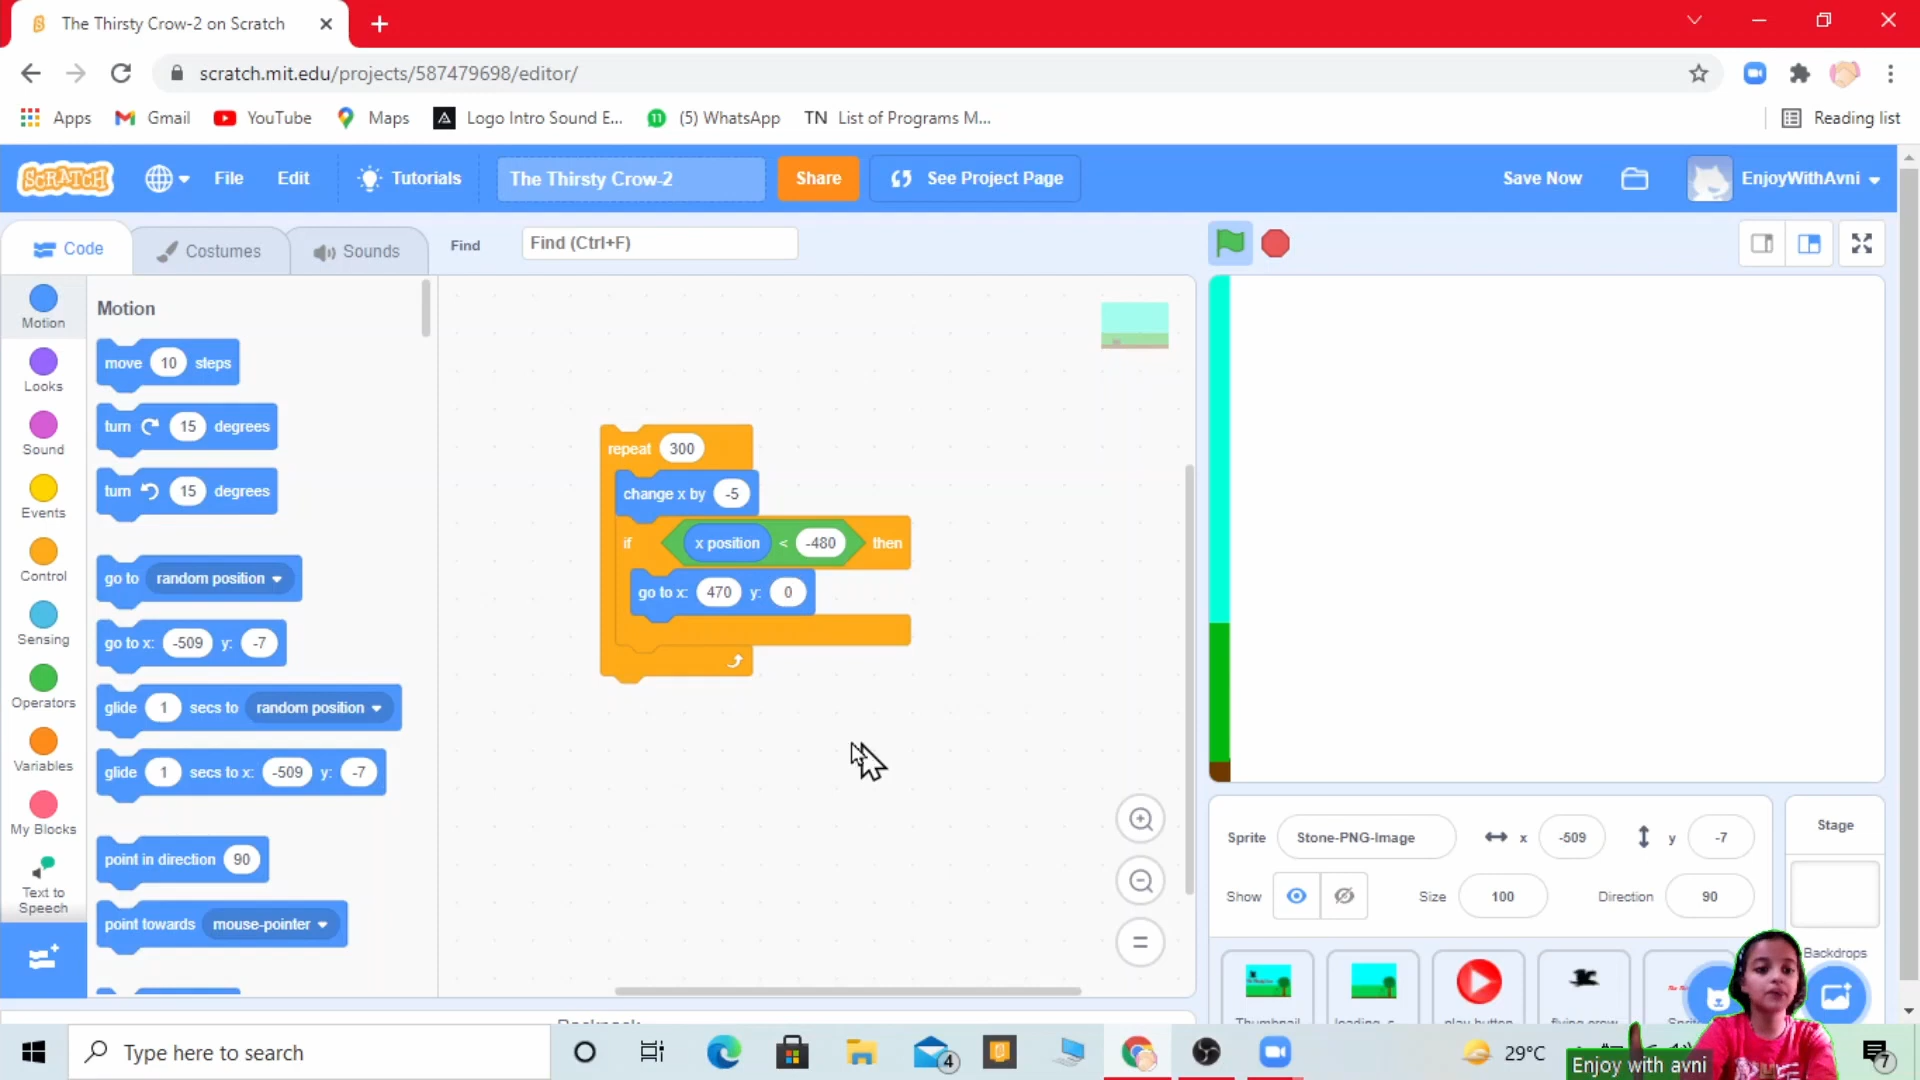 The Thirsty Crow-2 on Scratch
scratch.mit.edu/projects/587479698/editor/
Apps Gmail YouTube Maps Logo Intro Sound E... 11 (5) WhatsApp TN List of Programs M... Reading list
SCRATCH File Edit Tutorials The Thirsty Crow-2 Share See Project Page Save Now EnjoyWithAvni
Code Costumes Sounds Find Find (Ctrl+F)
Motion
Looks
Sound
Events
Control
Sensing
Operators
Variables
My Blocks
Text to
Speech
Motion
move 10 steps
turn 15 degrees
turn 15 degrees
go to random position
go to x: -509 y: -7
glide 1 secs to random position
glide 1 secs to x: -509 y: -7
point in direction 90
point towards mouse-pointer
repeat 300
change x by -5
if x position < -480 then
go to x: 470 y: 0
Sprite Stone-PNG-Image x -509 y -7
Show Size 100 Direction 90
Stage
Backdrops
Type here to search
4
29°C
7
Enjoy with avni